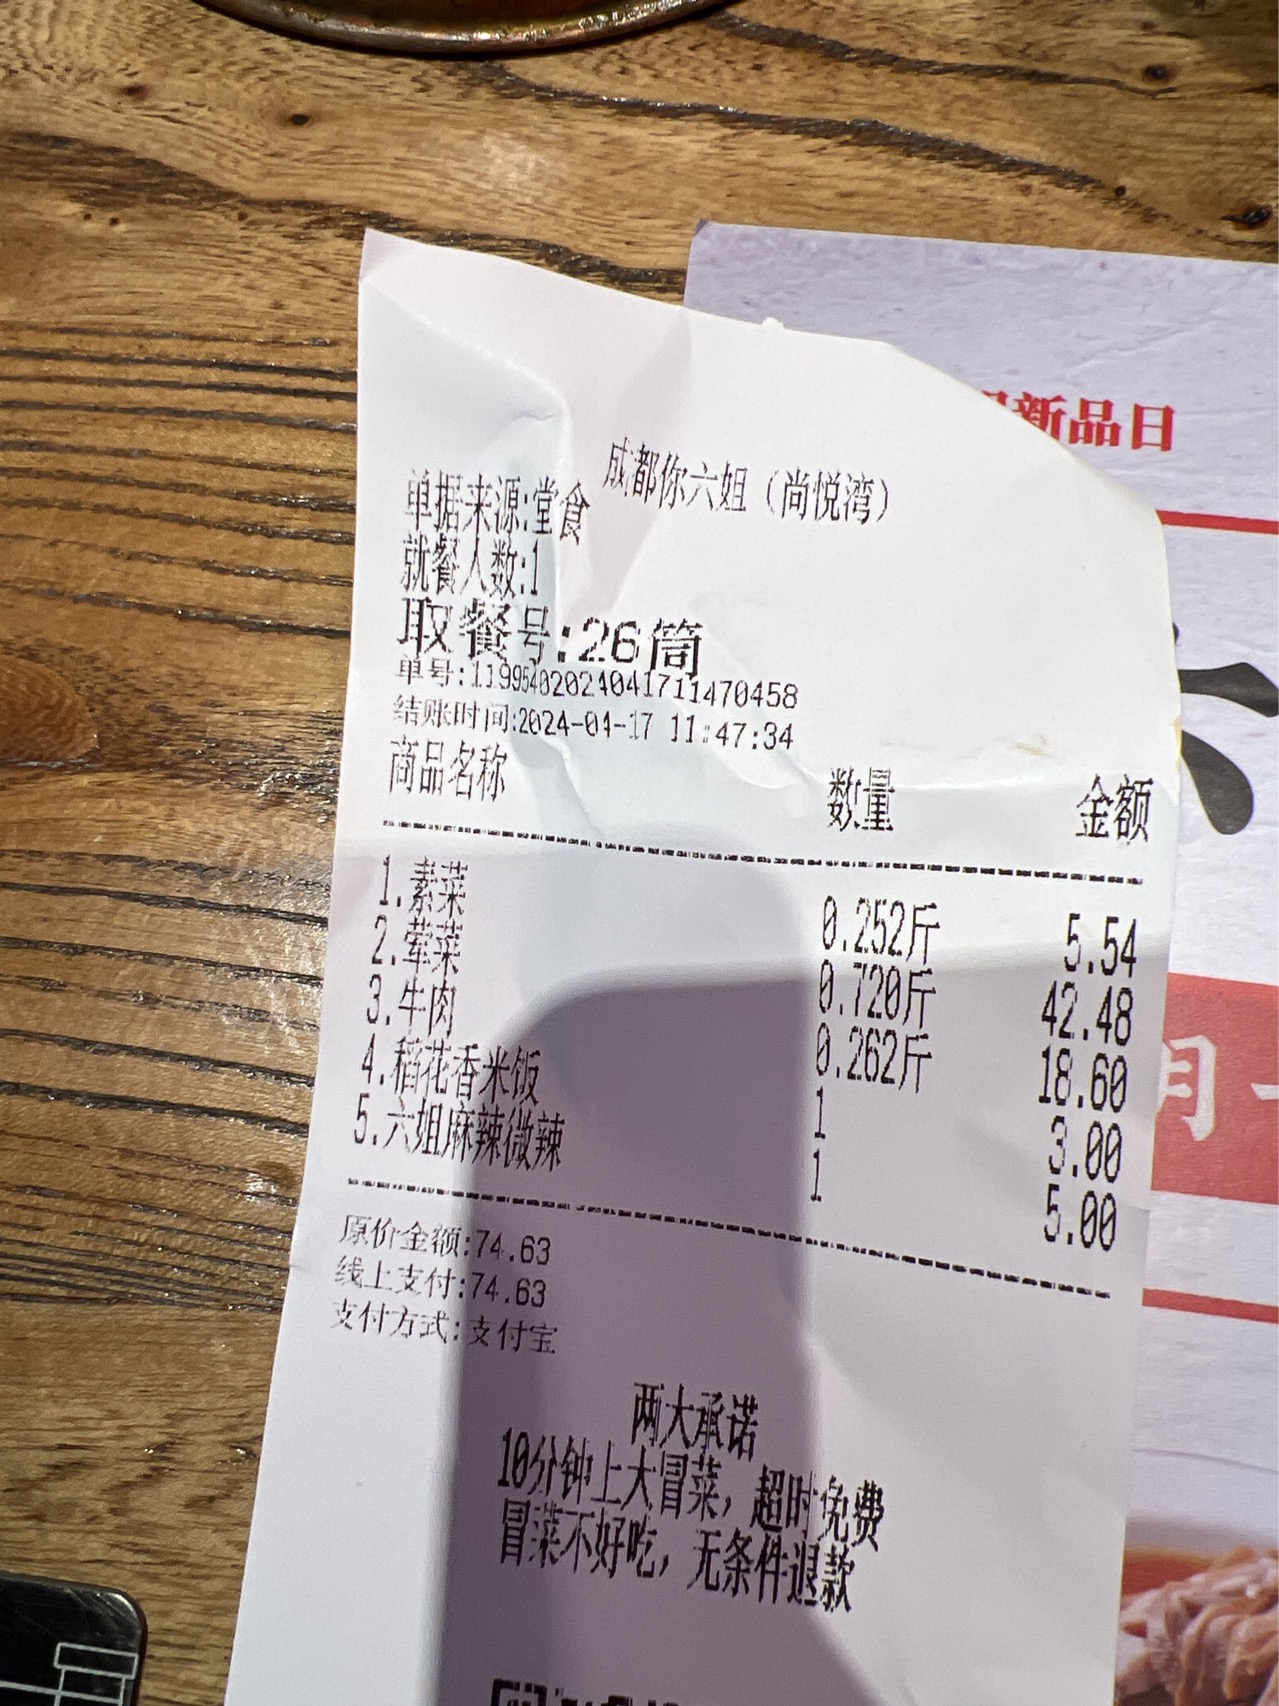 新品日
成都你六姐（尚悦湾）
单据来源:堂食
就餐人数:1
取餐号:26筒
单号:11995402024041711470458
结账时间:2024-04-17 11:47:34
商品名称 数量 金额
1.素菜 0.252斤 5.54
2.荤菜 0.720斤 42.48
3.牛肉 0.262斤 18.60
4.稻花香米饭 1 3.00
5.六姐麻辣微辣 1 5.00
原价金额:74.63
线上支付:74.63
支付方式:支付宝
两大承诺
10分钟上大冒菜，超时免费
冒菜不好吃，无条件退款
月一